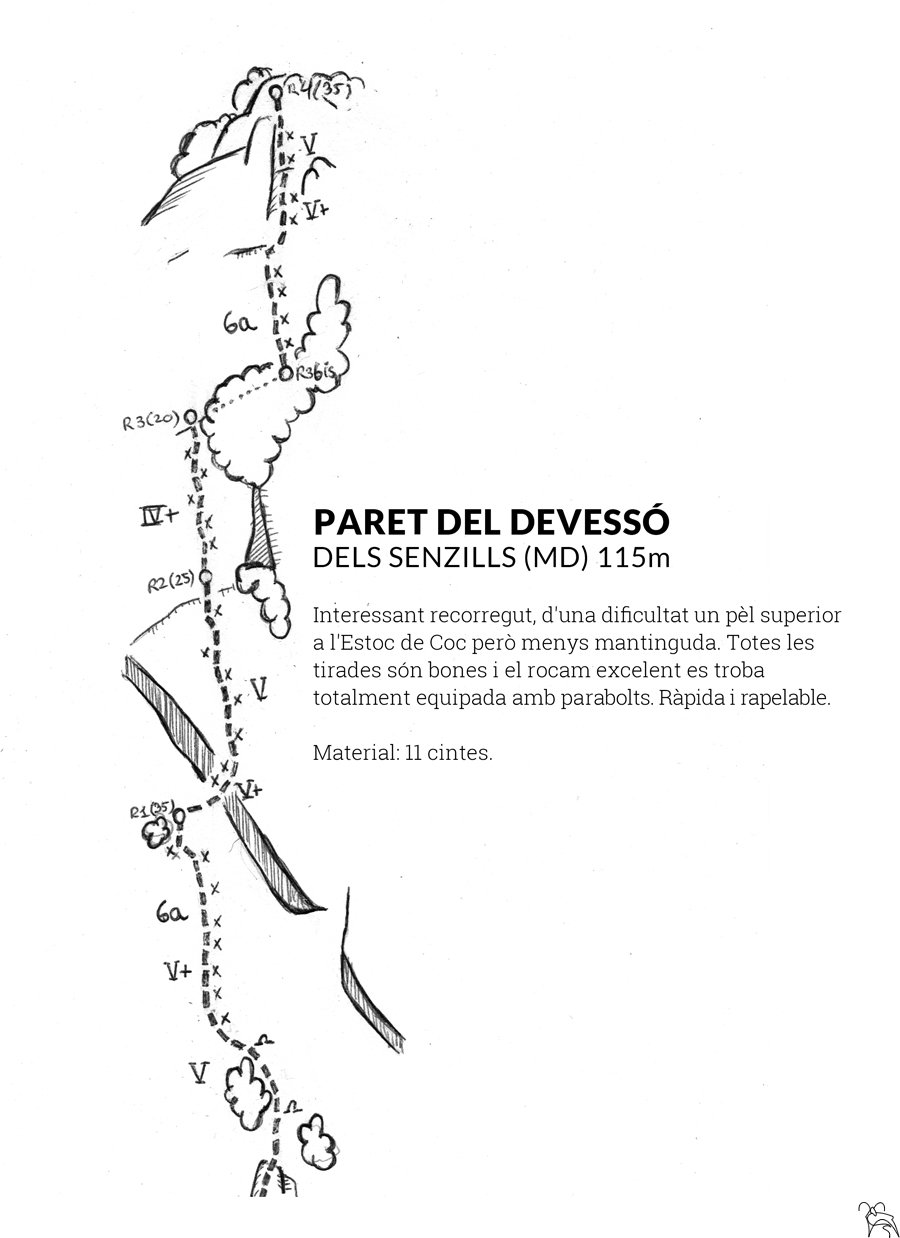 R4(35)
V
V+
6a
R3bis
R3(20)
IV+
PARET DEL DEVESSÓ
DELS SENZILLS (MD) 115m
R2(25)
Interessant recorregut, d'una dificultat un pèl superior
a l'Estoc de Coc però menys mantinguda. Totes les
tirades són bones i el rocam excelent es troba
totalment equipada amb parabolts. Ràpida i rapelable.
V
Material: 11 cintes.
V+
R1(35)
6a
V+
V